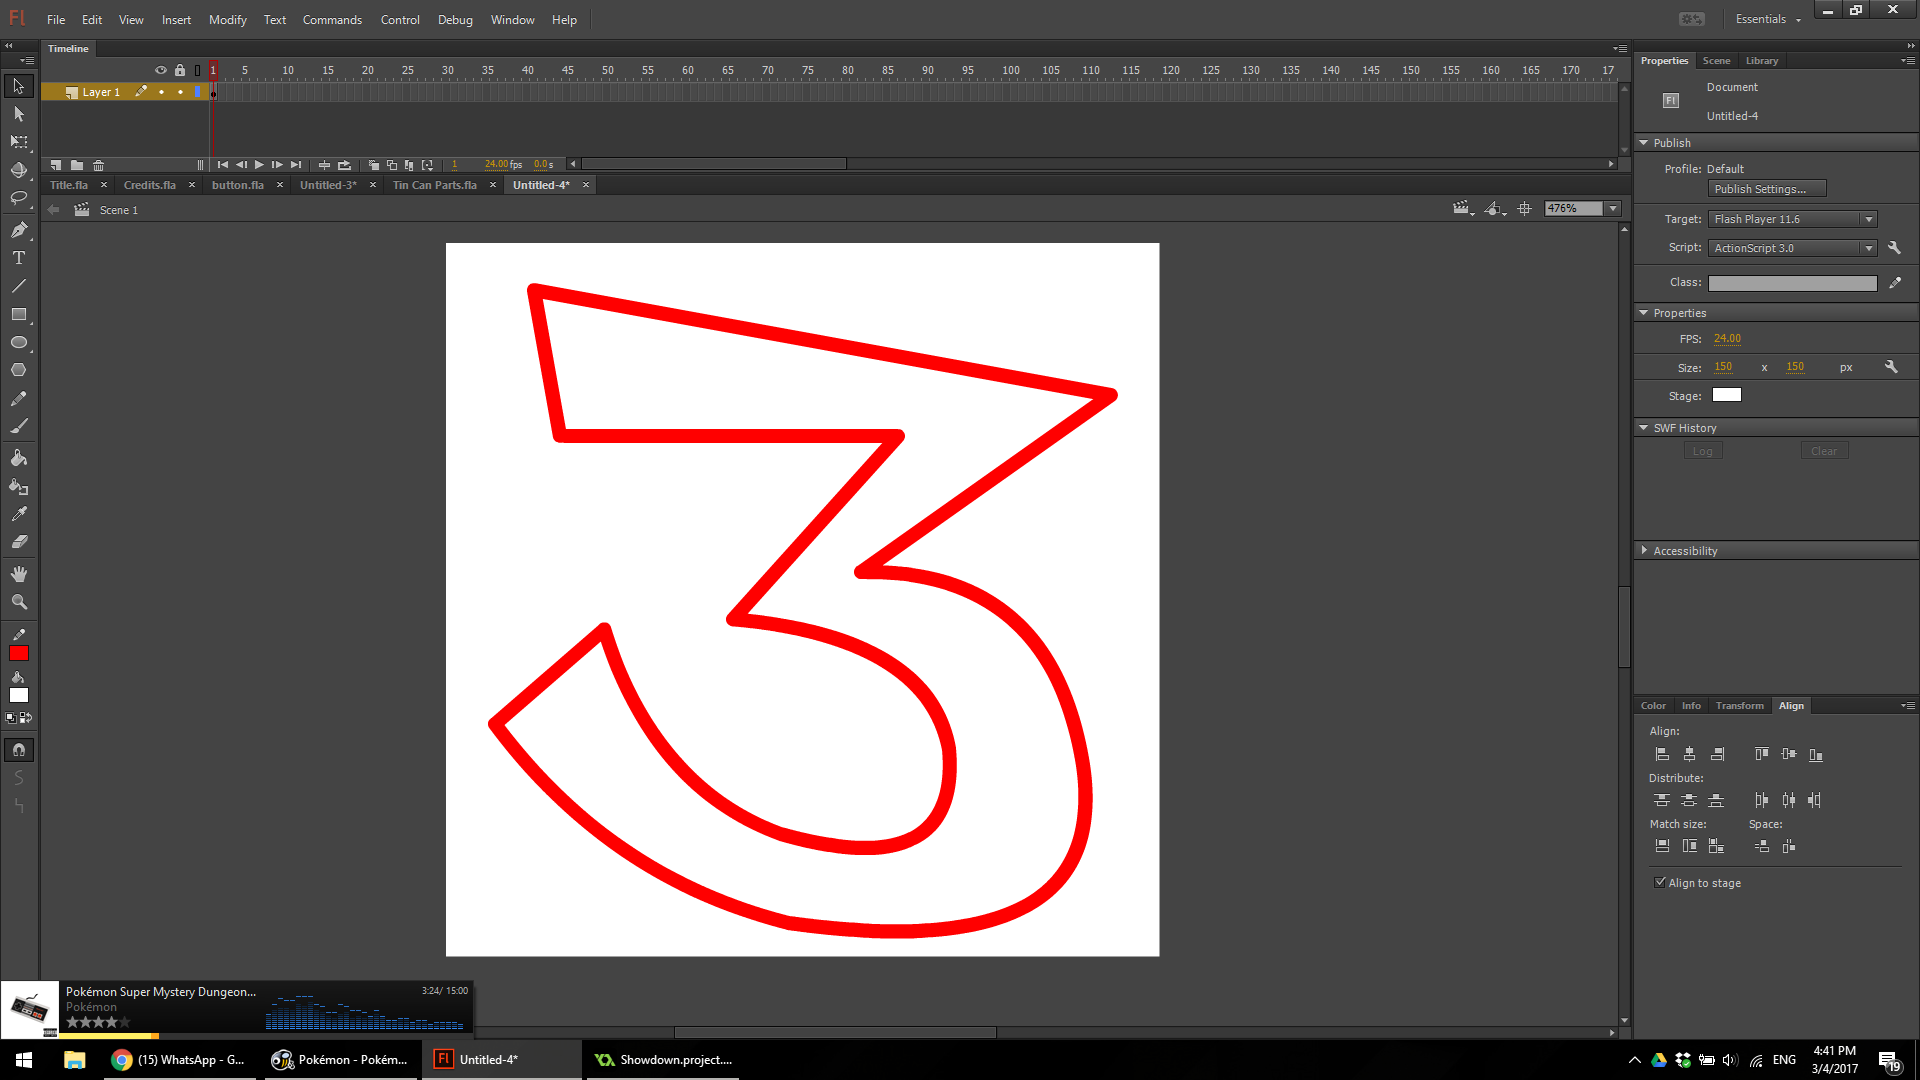 Fl File Edit View Insert Modify Text Commands Control Debug Window Help Essentials
Timeline
1 5 10 15 20 25 30 35 40 45 50 55 60 65 70 75 80 85 90 95 100 105 110 115 120 125 130 135 140 145 150 155 160 165 170 17
Layer 1
1 24.00 fps 0.0 s
Title.fla Credits.fla button.fla Untitled-3* Tin Can Parts.fla Untitled-4*
Scene 1
476%
3
Properties Scene Library
Fl
Document
Untitled-4
Publish
Profile: Default
Publish Settings...
Target: Flash Player 11.6
Script: ActionScript 3.0
Class:
Properties
FPS: 24.00
Size: 150 x 150 px
Stage:
SWF History
Log Clear
Accessibility
Color Info Transform Align
Align:
Distribute:
Match size: Space:
Align to stage
Pokémon Super Mystery Dungeon...
3:24/ 15:00
Pokémon
(15) WhatsApp - G...
Pokémon - Pokém...
Fl Untitled-4*
Showdown.project....
ENG
4:41 PM
3/4/2017
19